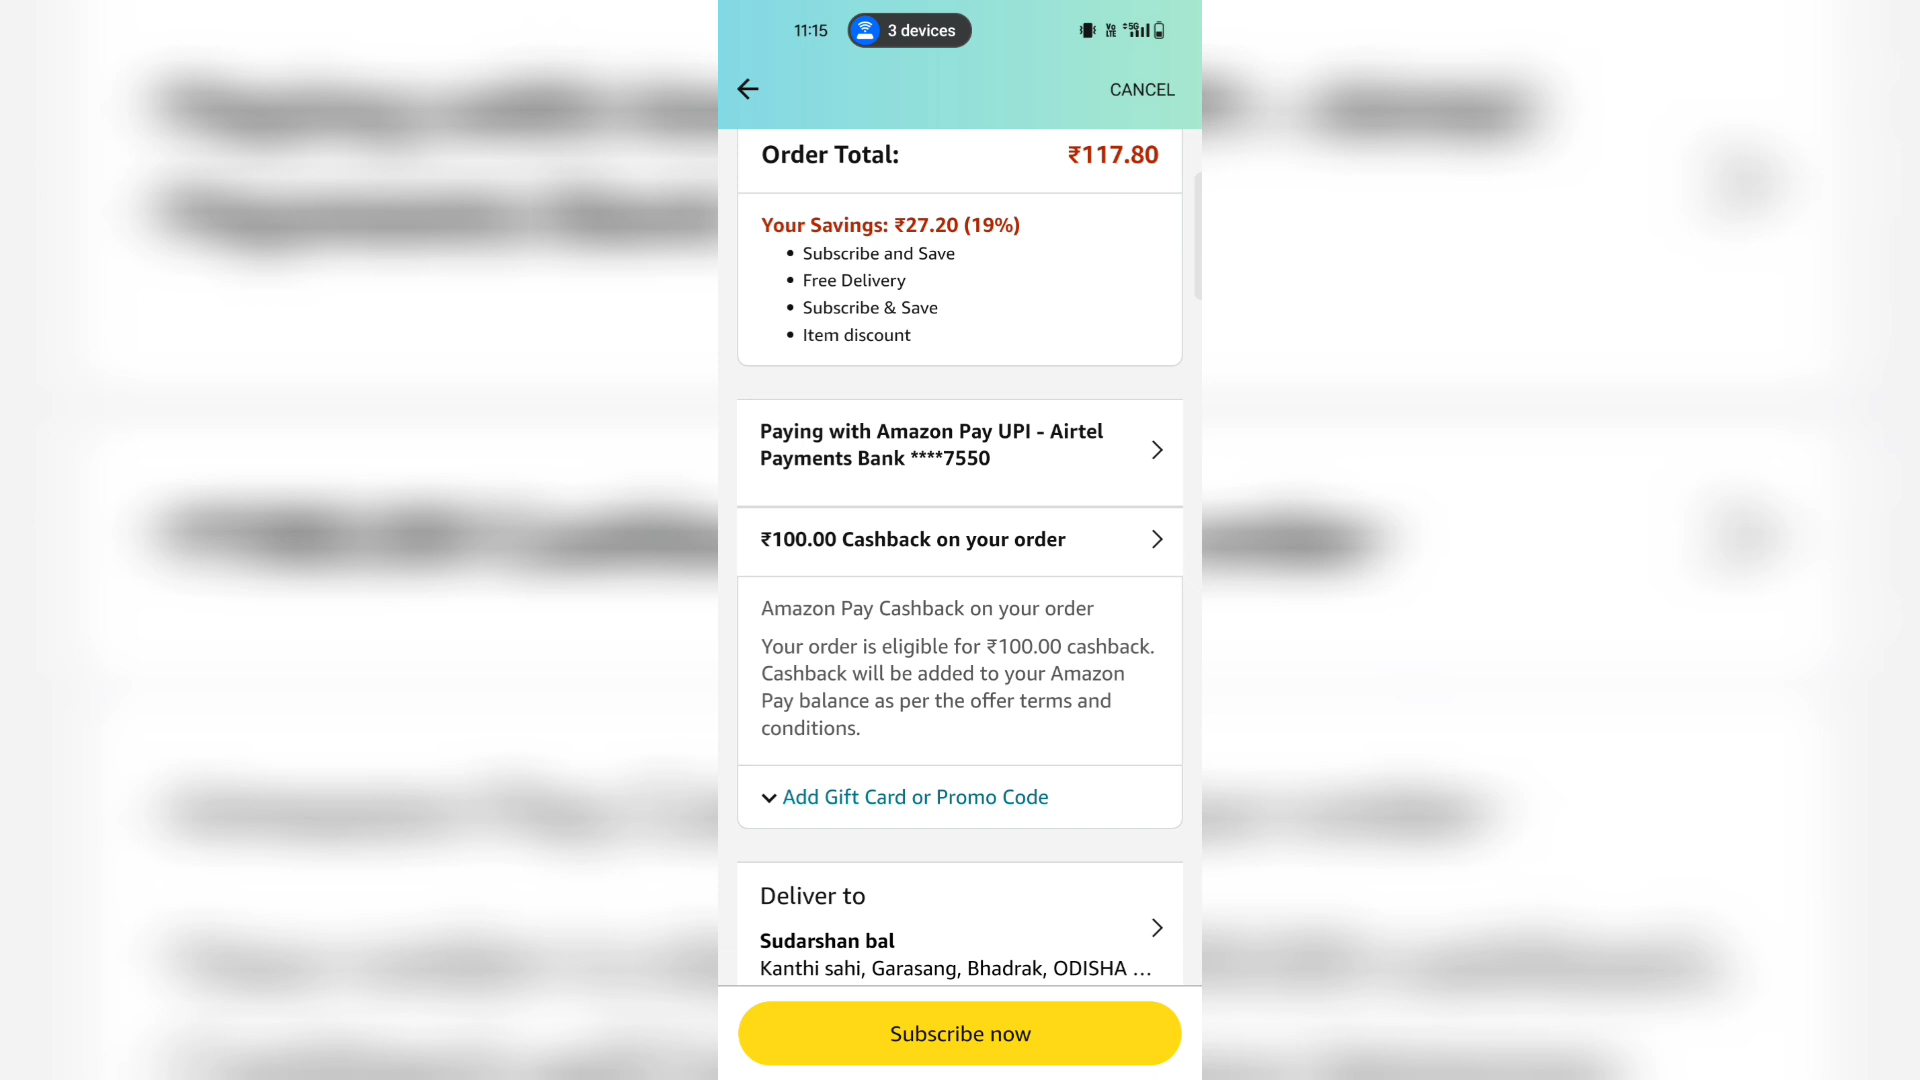 11:15
3 devices
CANCEL
Order Total: ₹117.80
Your Savings: ₹27.20 (19%)
• Subscribe and Save
• Free Delivery
• Subscribe & Save
• Item discount
Paying with Amazon Pay UPI - Airtel
Payments Bank ****7550
₹100.00 Cashback on your order
Amazon Pay Cashback on your order
Your order is eligible for ₹100.00 cashback.
Cashback will be added to your Amazon
Pay balance as per the offer terms and
conditions.
Add Gift Card or Promo Code
Deliver to
Sudarshan bal
Kanthi sahi, Garasang, Bhadrak, ODISHA ...
Subscribe now